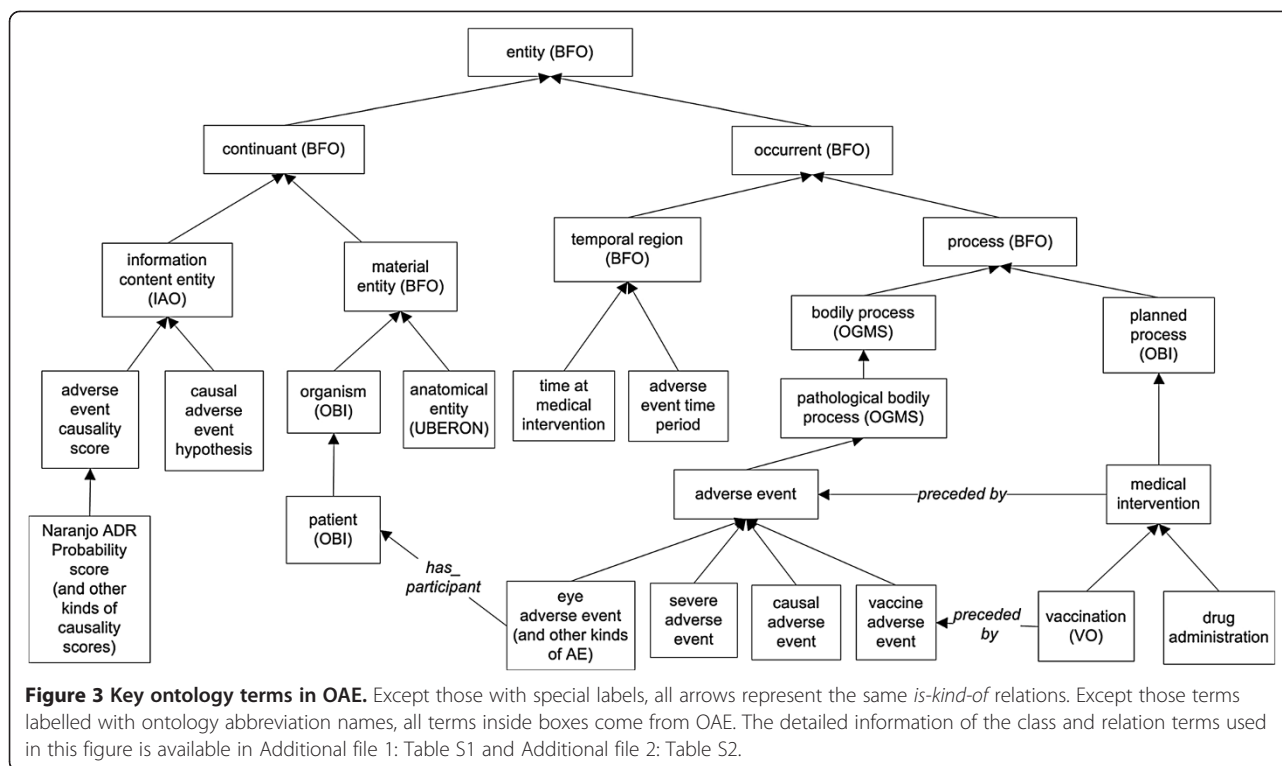 entity (BFO)
continuant (BFO)
occurrent (BFO)
information
content entity
(IAO)
material
entity (BFO)
temporal region
(BFO)
process (BFO)
bodily process
(OGMS)
planned
process
(OBI)
adverse
event
causality
score
causal
adverse
event
hypothesis
organism
(OBI)
anatomical
entity
(UBERON)
time at
medical
intervention
adverse
event time
period
pathological bodily
process (OGMS)
adverse event
preceded by
medical
intervention
Naranjo ADR
Probability
score
(and other
kinds of
causality
scores)
patient
(OBI)
has_
participant
eye
adverse event
(and other kinds
of AE)
severe
adverse
event
causal
adverse
event
vaccine
adverse
event
preceded
by
vaccination
(VO)
drug
administration
Figure 3 Key ontology terms in OAE. Except those with special labels, all arrows represent the same is-kind-of relations. Except those terms
labelled with ontology abbreviation names, all terms inside boxes come from OAE. The detailed information of the class and relation terms used
in this figure is available in Additional file 1: Table S1 and Additional file 2: Table S2.